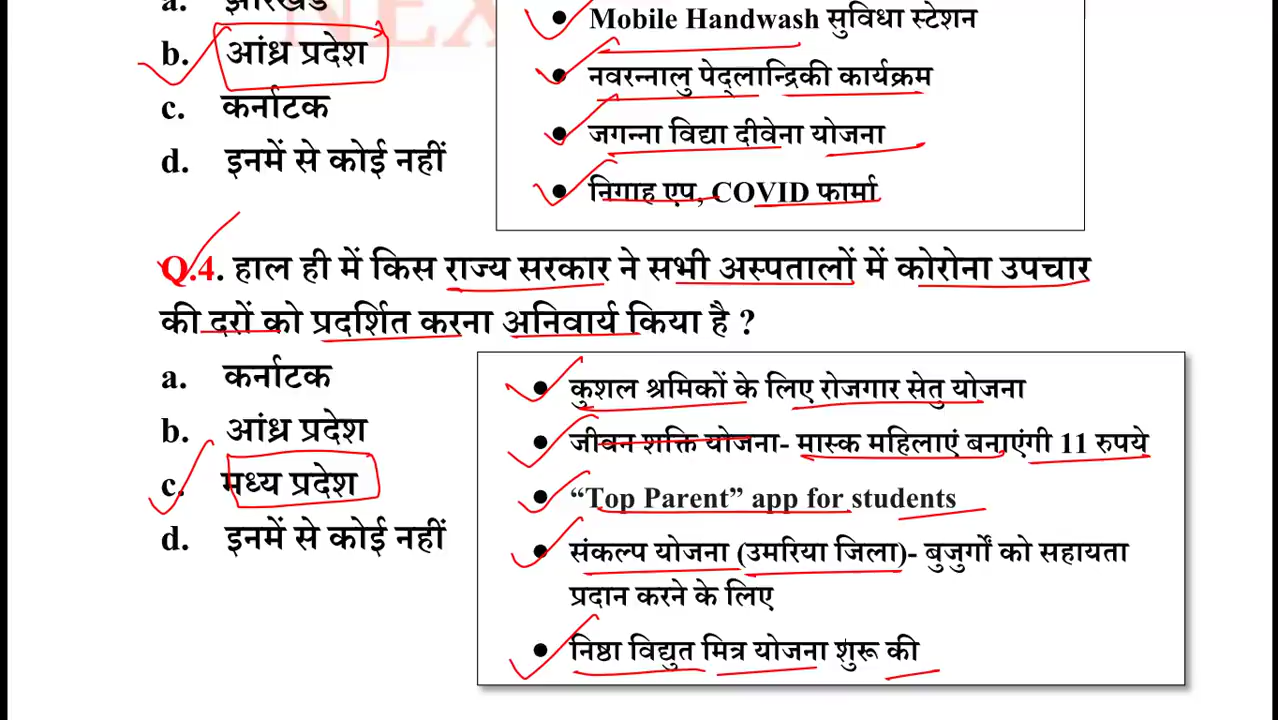 a. झारखंड
b. आंध्र प्रदेश
c. कर्नाटक
d. इनमें से कोई नहीं
• Mobile Handwash सुविधा स्टेशन
• नवरन्नालु पेद्लान्द्रिकी कार्यक्रम
• जगन्ना विद्या दीवेना योजना
• निगाह एप, COVID फार्मा
Q.4. हाल ही में किस राज्य सरकार ने सभी अस्पतालों में कोरोना उपचार
की दरों को प्रदर्शित करना अनिवार्य किया है ?
a. कर्नाटक
b. आंध्र प्रदेश
c. मध्य प्रदेश
d. इनमें से कोई नहीं
• कुशल श्रमिकों के लिए रोजगार सेतु योजना
• जीवन शक्ति योजना- मास्क महिलाएं बनाएंगी 11 रुपये
• “Top Parent” app for students
• संकल्प योजना (उमरिया जिला)- बुजुर्गों को सहायता
प्रदान करने के लिए
• निष्ठा विद्युत मित्र योजना शुरू की